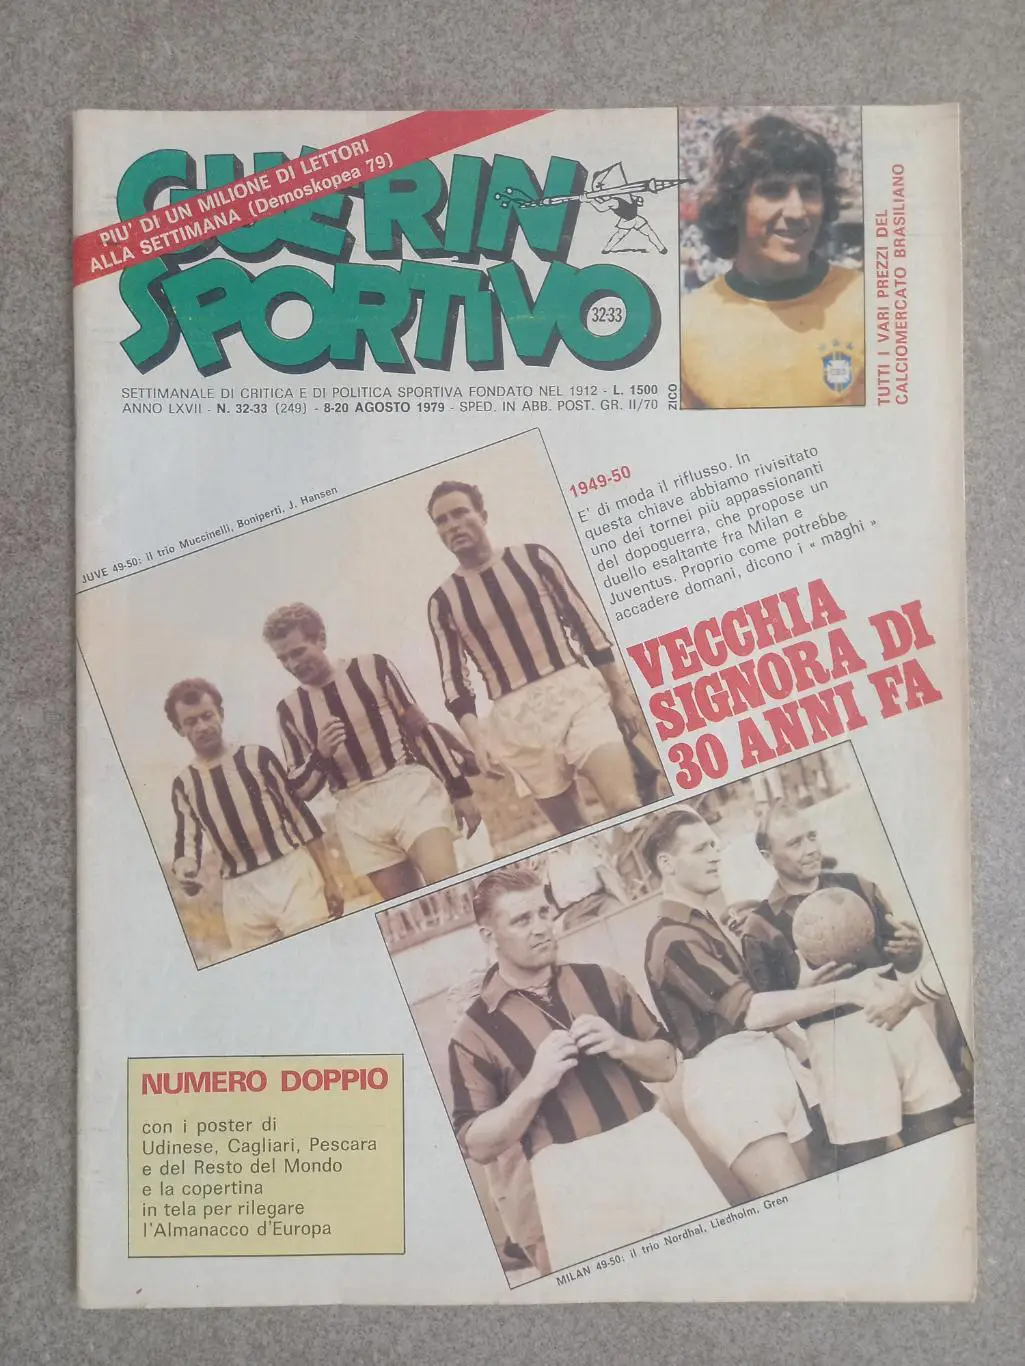 PIU' DI UN MILIONE DI LETTORI
ALLA SETTIMANA (Demoskopea 79)
GUERIN
SPORTIVO
32-33
SETTIMANALE DI CRITICA E DI POLITICA SPORTIVA FONDATO NEL 1912 - L. 1500
ANNO LXVII - N. 32-33 (249) - 8-20 AGOSTO 1979 - SPED. IN ABB. POST. GR. II/70
ZICO
TUTTI I VARI PREZZI DEL
CALCIOMERCATO BRASILIANO
JUVE 49-50: il trio Muccinelli, Boniperti, J. Hansen
1949-50
E' di moda il riflusso. In
questa chiave abbiamo rivisitato
uno dei tornei più appassionanti
del dopoguerra, che propose un
duello esaltante fra Milan e
Juventus. Proprio come potrebbe
accadere domani, dicono i « maghi »
VECCHIA
SIGNORA DI
30 ANNI FA
NUMERO DOPPIO
con i poster di
Udinese, Cagliari, Pescara
e del Resto del Mondo
e la copertina
in tela per rilegare
l'Almanacco d'Europa
MILAN 49-50: il trio Nordhal, Liedholm, Gren